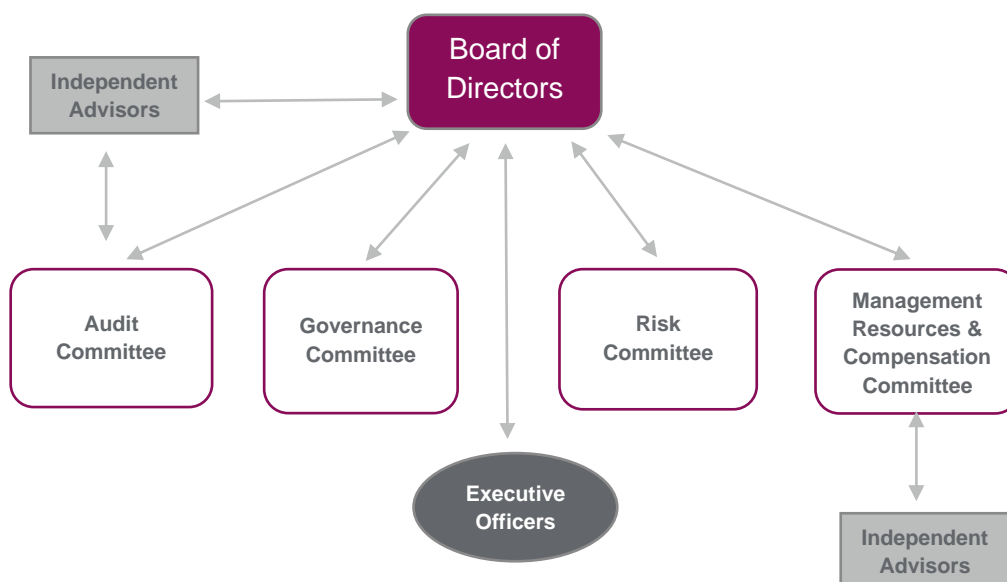 Board of
Directors
Independent
Advisors
Audit
Committee
Governance
Committee
Risk
Committee
Management
Resources &
Compensation
Committee
Executive
Officers
Independent
Advisors